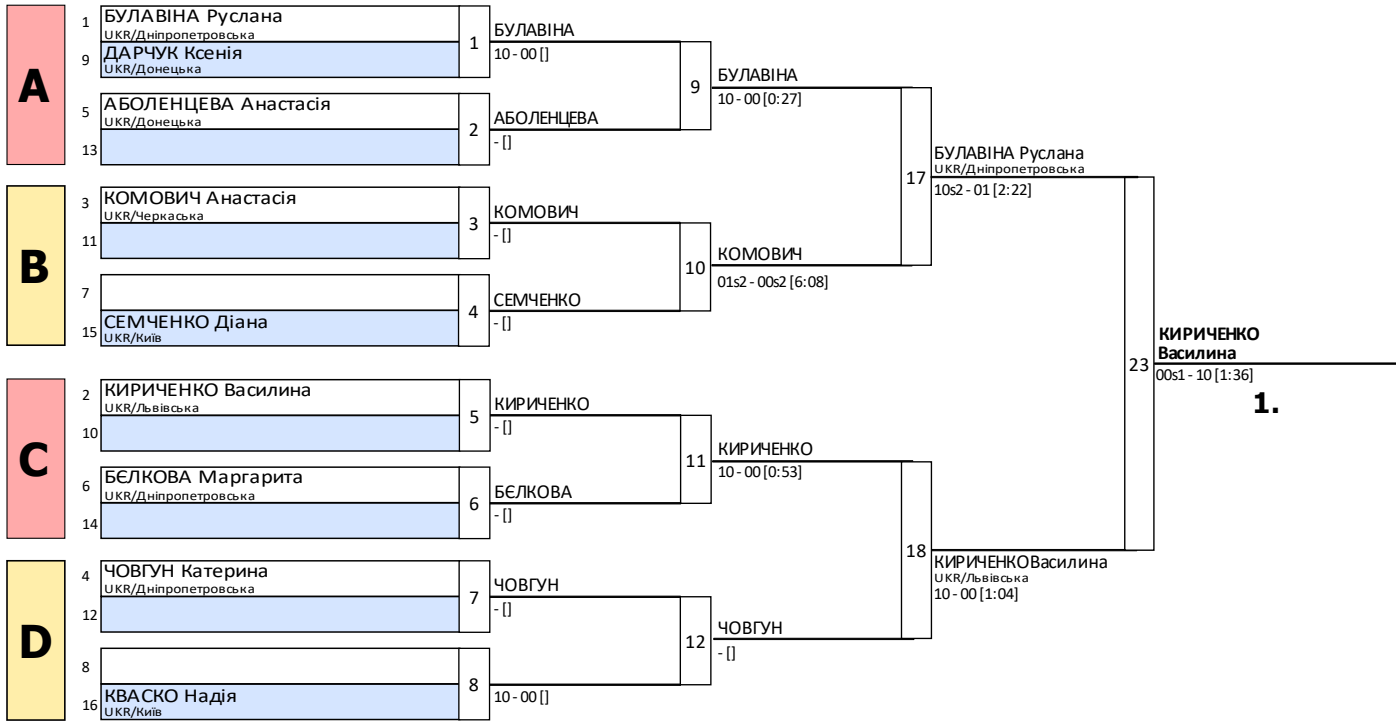 A
1
БУЛАВІНА Руслана
UKR/Дніпропетровська
9
ДАРЧУК Ксенія
UKR/Донецька
1
БУЛАВІНА
10 - 00 []
5
АБОЛЕНЦЕВА Анастасія
UKR/Донецька
13
2
АБОЛЕНЦЕВА
- []
9
БУЛАВІНА
10 - 00 [0:27]
B
3
КОМОВИЧ Анастасія
UKR/Черкаська
11
3
КОМОВИЧ
- []
7
15
СЕМЧЕНКО Діана
UKR/Київ
4
СЕМЧЕНКО
- []
10
КОМОВИЧ
01s2 - 00s2 [6:08]
17
БУЛАВІНА Руслана
UKR/Дніпропетровська
10s2 - 01 [2:22]
C
2
КИРИЧЕНКО Василина
UKR/Львівська
10
5
КИРИЧЕНКО
- []
6
БЄЛКОВА Маргарита
UKR/Дніпропетровська
14
6
БЄЛКОВА
- []
11
КИРИЧЕНКО
10 - 00 [0:53]
D
4
ЧОВГУН Катерина
UKR/Дніпропетровська
12
7
ЧОВГУН
- []
8
16
КВАСКО Надія
UKR/Київ
8
10 - 00 []
12
ЧОВГУН
- []
18
КИРИЧЕНКОВасилина
UKR/Львівська
10 - 00 [1:04]
23
КИРИЧЕНКО
Василина
00s1 - 10 [1:36]
1.